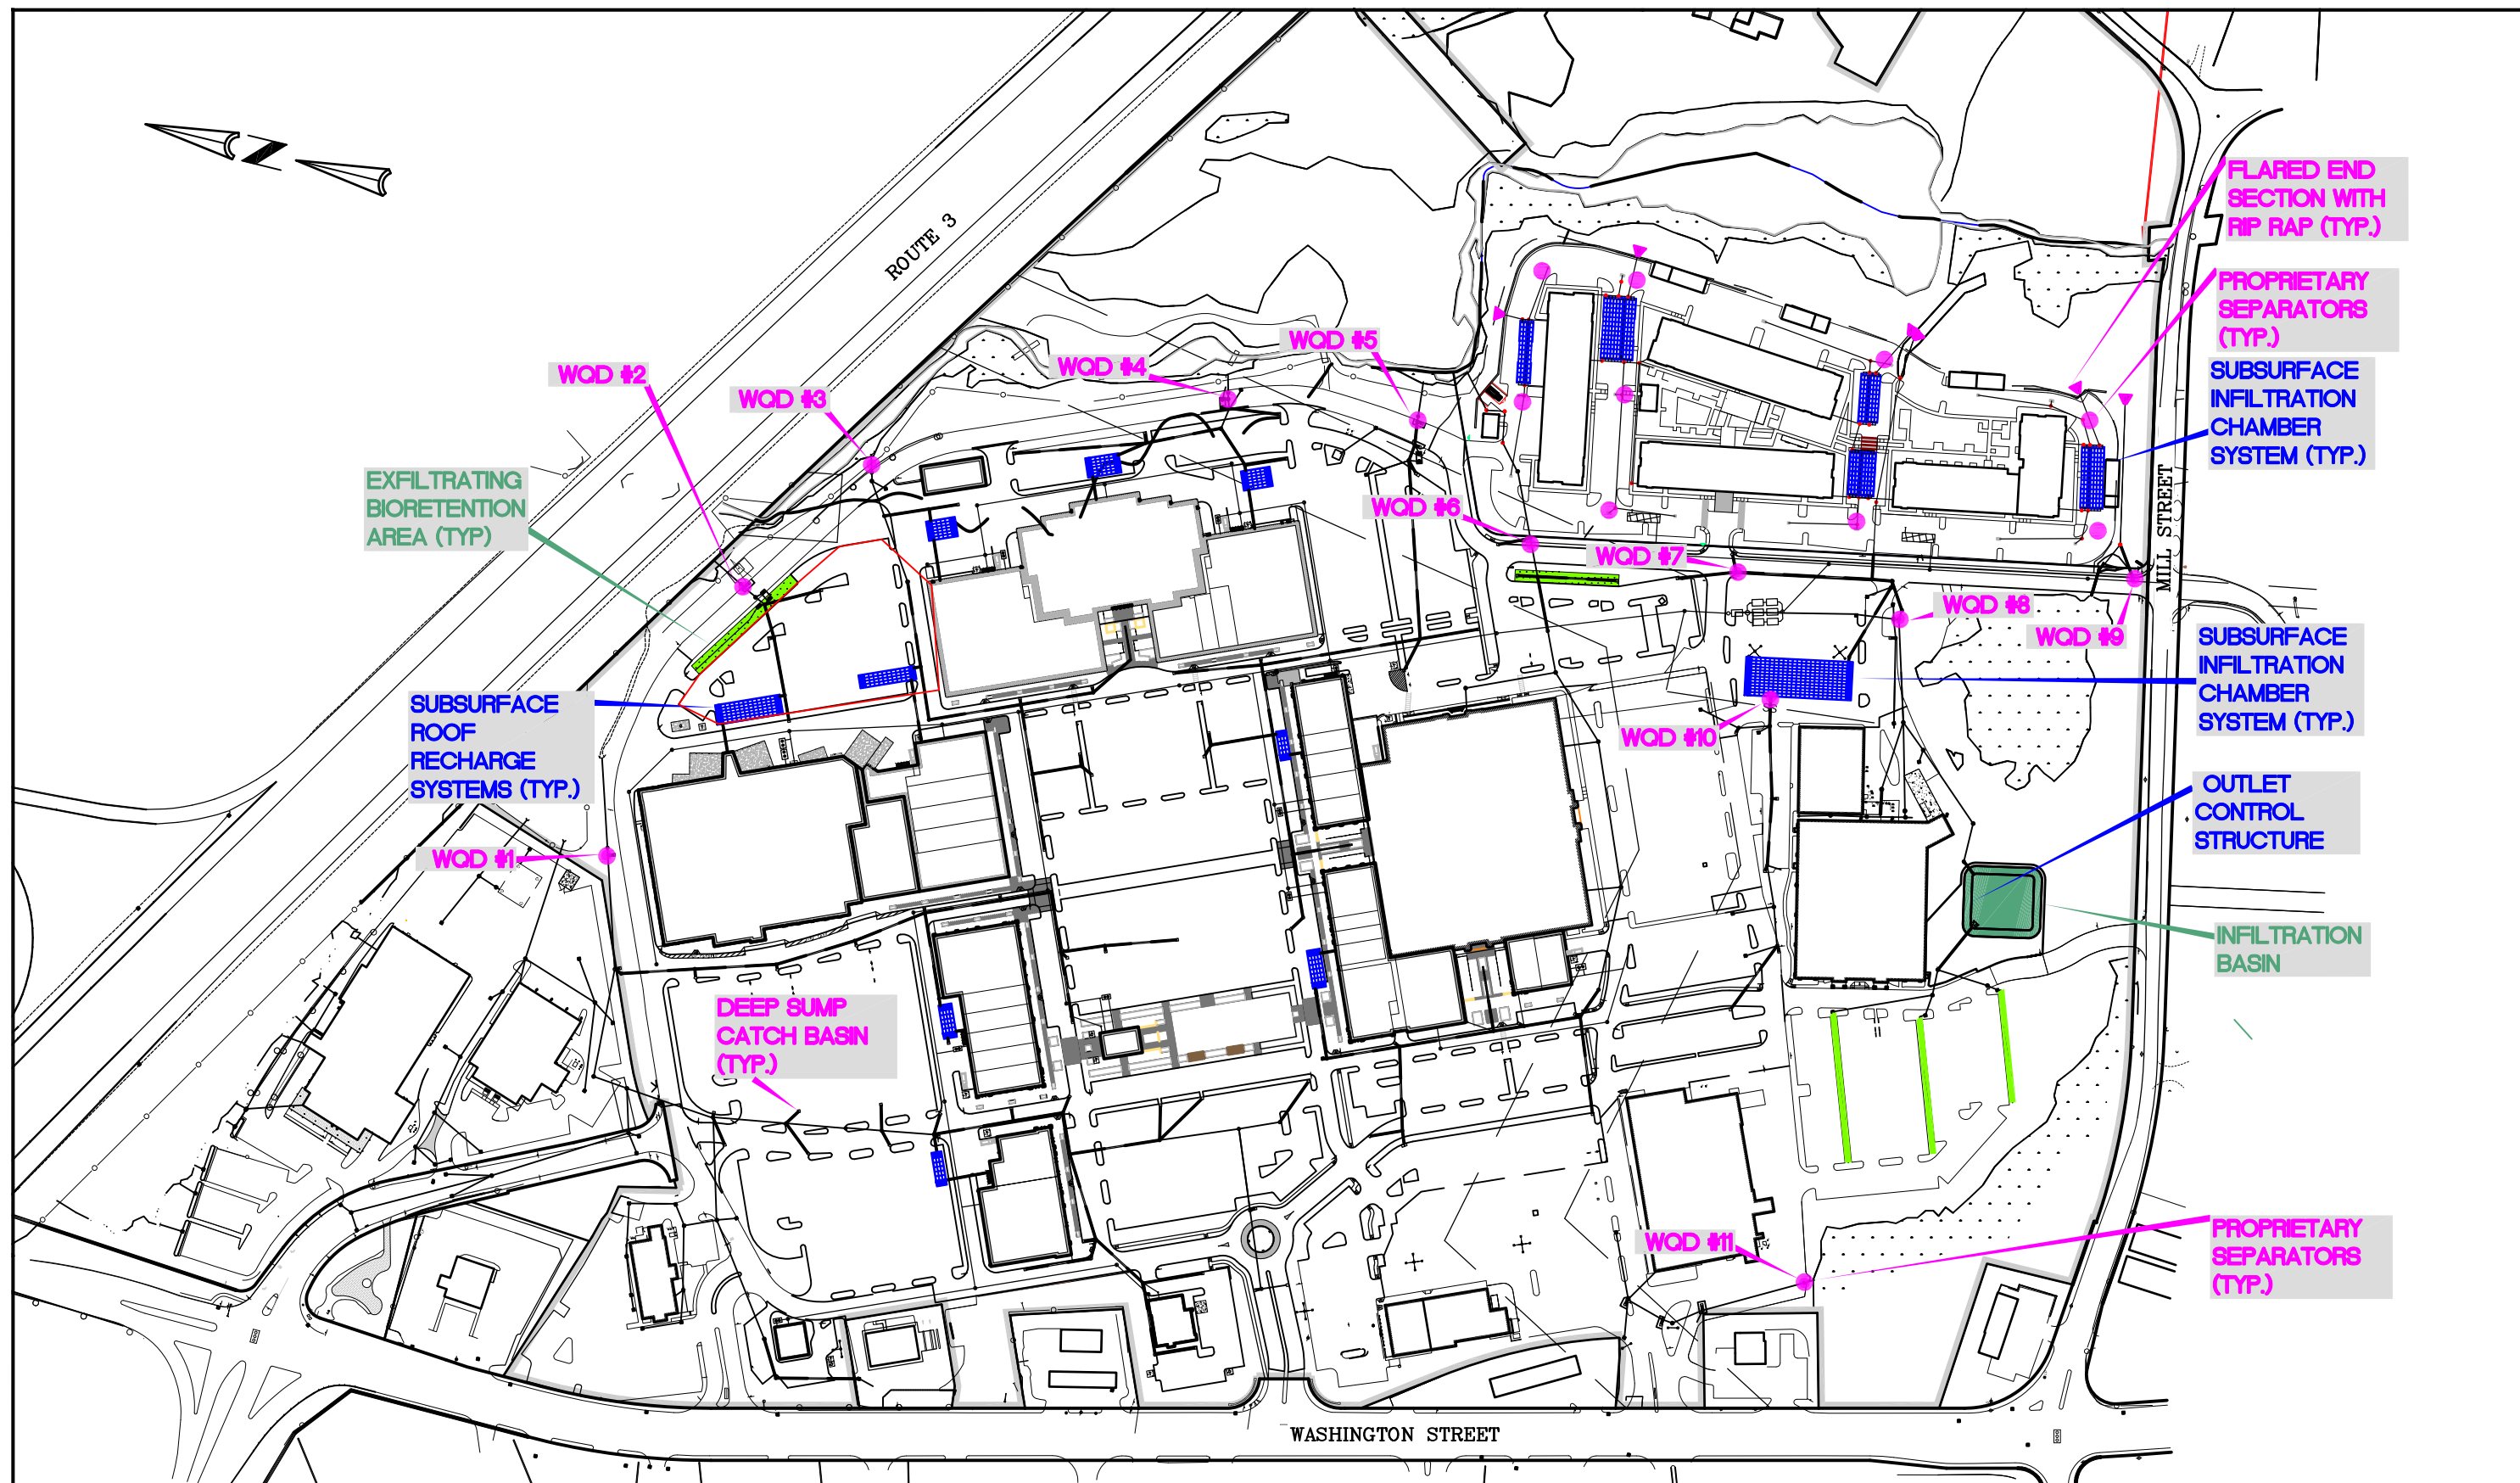 ROUTE 3
FLARED END
SECTION WITH
RIP RAP (TYP.)
PROPRIETARY
SEPARATORS
(TYP.)
SUBSURFACE
INFILTRATION
CHAMBER
SYSTEM (TYP.)
WQD #5
WQD #4
WQD #2
WQD #3
EXFILTRATING
BIORETENTION
AREA (TYP)
WQD #6
WQD #7
MILL STREET
WQD #8
WQD #9
SUBSURFACE
INFILTRATION
CHAMBER
SYSTEM (TYP.)
SUBSURFACE
ROOF
RECHARGE
SYSTEMS (TYP.)
WQD #10
OUTLET
CONTROL
STRUCTURE
WQD #1
INFILTRATION
BASIN
DEEP SUMP
CATCH BASIN
(TYP.)
WQD #11
PROPRIETARY
SEPARATORS
(TYP.)
WASHINGTON STREET